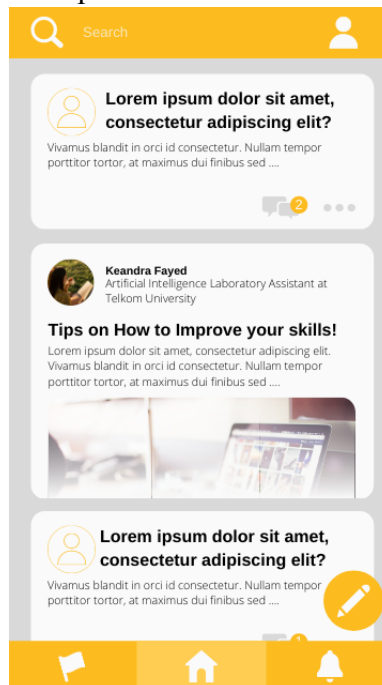 Search
Lorem ipsum dolor sit amet,
consectetur adipiscing elit?
Vivamus blandit in orci id consectetur. Nullam tempor
porttitor tortor, at maximus dui finibus sed ....
2
Keandra Fayed
Artificial Intelligence Laboratory Assistant at
Telkom University
Tips on How to Improve your skills!
Lorem ipsum dolor sit amet, consectetur adipiscing elit.
Vivamus blandit in orci id consectetur. Nullam tempor
porttitor tortor, at maximus dui finibus sed ....
Lorem ipsum dolor sit amet,
consectetur adipiscing elit?
Vivamus blandit in orci id consectetur. Nullam tempor
porttitor tortor, at maximus dui finibus sed ....
1